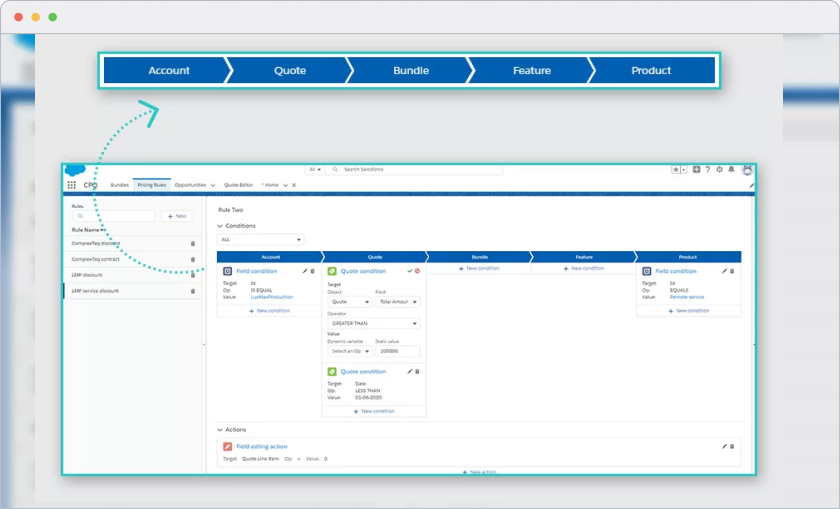 Account Quote Bundle Feature Product
All Search Salesforce
CPQ Bundles Pricing Rules Opportunities Quote Editor * Home
Rules
+ New
Rule Name
ComplexTeq discount
ComplexTeq contract
LMP discount
LMP service discount
Rule Two
Conditions
ALL
Account Quote Bundle Feature Product
Field condition
Target: Id
Op: IS EQUAL
Value: LuxMaxProduction
+ New condition
Quote condition
Target
Object Field
Quote Total Amour
Operator
GREATER THAN
Value
Dynamic variable Static value
Select an Op 100000
Quote condition
Target: Date
Op: LESS THAN
Value: 01-05-2020
+ New condition
+ New condition
+ New condition
Field condition
Target: Id
Op: EQUALS
Value: Remote service
+ New condition
Actions
Field editing action
Target: Quote Line Item Op: = Value: 0
+ New action